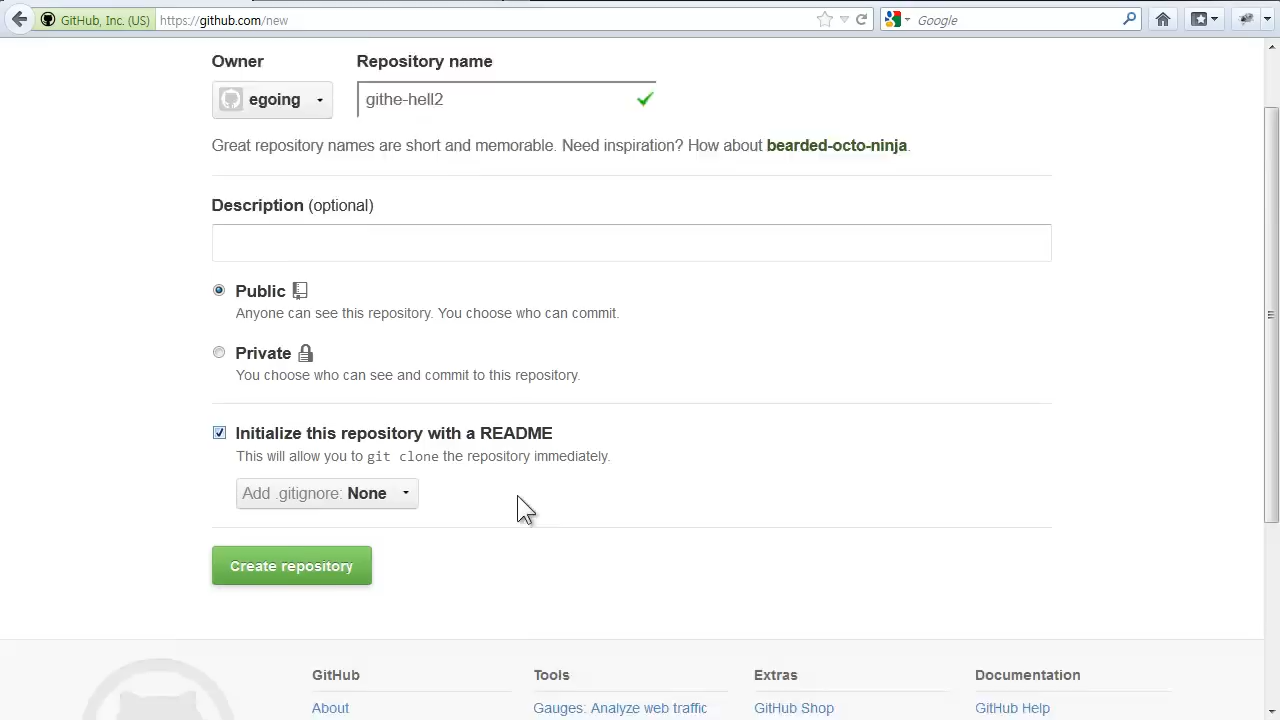 GitHub, Inc. (US) https://github.com/new Google
Owner Repository name
egoing githe-hell2
Great repository names are short and memorable. Need inspiration? How about bearded-octo-ninja.
Description (optional)
Public
Anyone can see this repository. You choose who can commit.
Private
You choose who can see and commit to this repository.
Initialize this repository with a README
This will allow you to git clone the repository immediately.
Add .gitignore: None
Create repository
GitHub Tools Extras Documentation
About Gauges: Analyze web traffic GitHub Shop GitHub Help